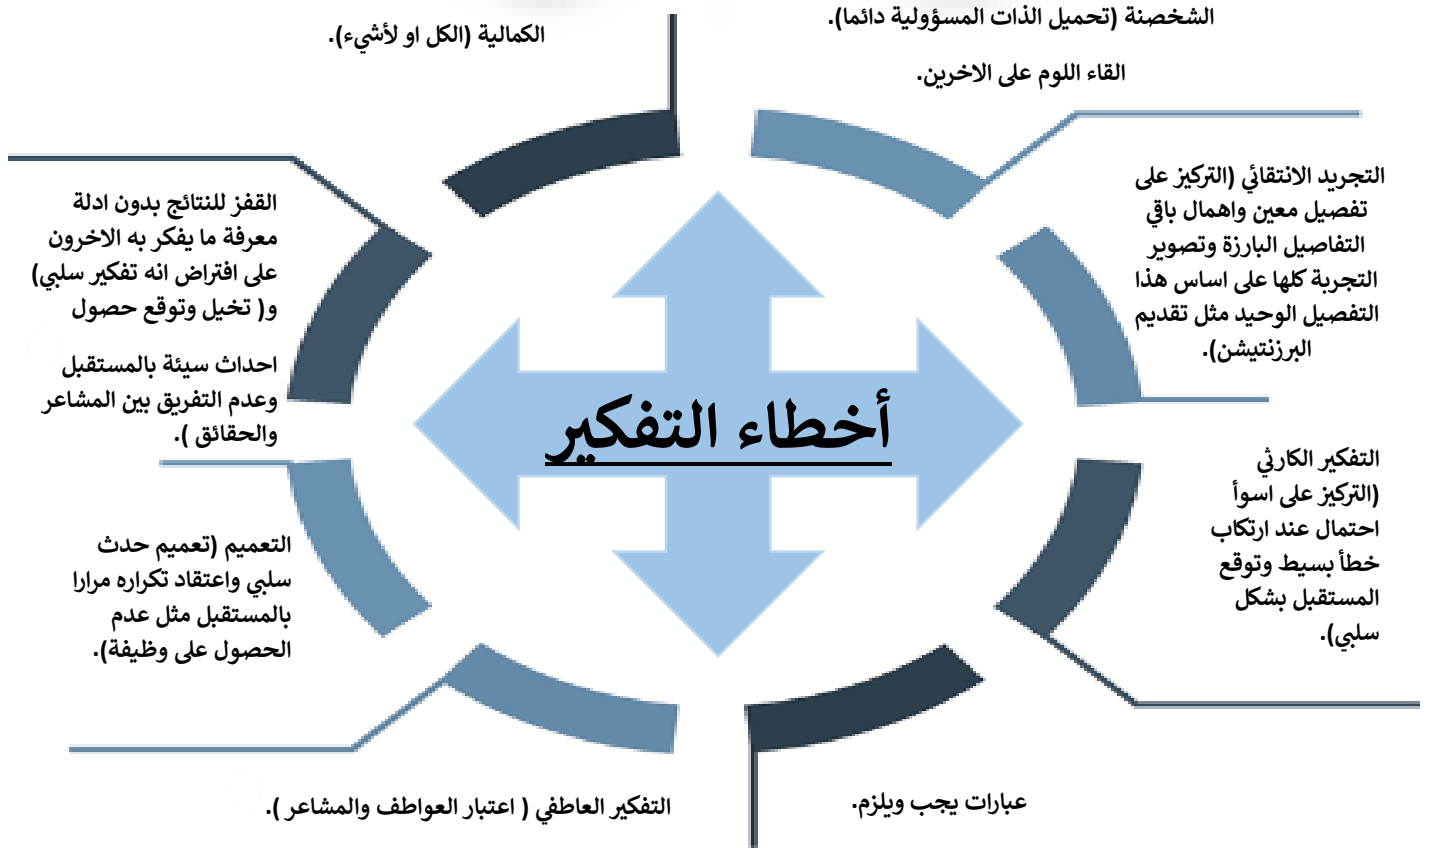 الشخصنة (تحميل الذات المسؤولية دائما).
القاء اللوم على الاخرين.
الكمالية (الكل او لأشيء).
التجريد الانتقائي (التركيز على
تفصيل معين واهمال باقي
التفاصيل البارزة وتصوير
التجربة كلها على اساس هذا
التفصيل الوحيد مثل تقديم
البرزنتيشن).
القفز للنتائج بدون ادلة
معرفة ما يفكر به الاخرون
على افتراض انه تفكير سلبي)
و( تخيل وتوقع حصول
احداث سيئة بالمستقبل
وعدم التفريق بين المشاعر
والحقائق ).
أخطاء التفكير
التفكير الكارثي
(التركيز على اسوأ
احتمال عند ارتكاب
خطأ بسيط وتوقع
المستقبل بشكل
سلبي).
التعميم (تعميم حدث
سلبي واعتقاد تكراره مرارا
بالمستقبل مثل عدم
الحصول على وظيفة).
عبارات يجب ويلزم.
التفكير العاطفي ( اعتبار العواطف والمشاعر ).